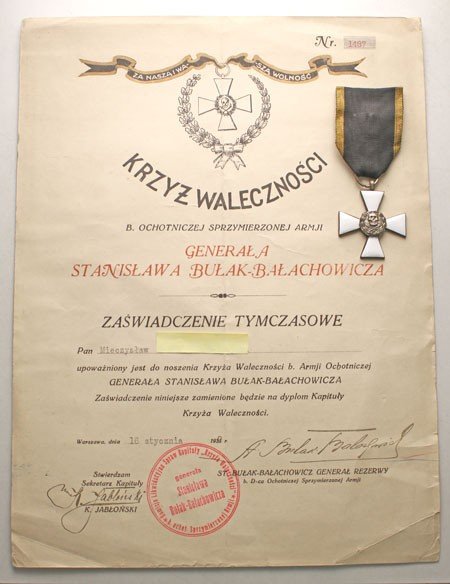 Nr. 1497
ZA NASZĄ I WASZĄ WOLNOŚĆ
KRZYŻ WALECZNOŚCI
B. OCHOTNICZEJ SPRZYMIERZONEJ ARMJI
GENERAŁA
STANISŁAWA BUŁAK-BAŁACHOWICZA
ZAŚWIADCZENIE TYMCZASOWE
Pan Mieczysław
upoważniony jest do noszenia Krzyża Waleczności b. Armji Ochotniczej
GENERAŁA STANISŁAWA BUŁAK-BAŁACHOWICZA
Zaświadczenie niniejsze zamienione będzie na dyplom Kapituły
Krzyża Waleczności.
Warszawa, dnia 16 stycznia
ST. BUŁAK-BAŁACHOWICZ GENERAŁ REZERWY
b. D-ca Ochotniczej Sprzymierzonej Armji
Stwierdzam
Sekretarz Kapituły
K. JABŁOŃSKI
generała
Stanisława
Bułak-Bałachowicza